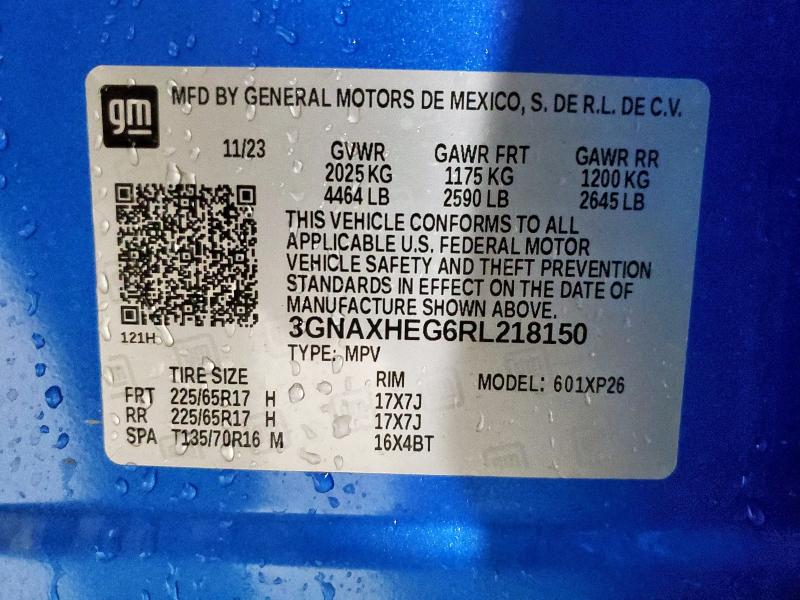 gm
MFD BY GENERAL MOTORS DE MEXICO, S. DE R.L. DE C.V.
11/23 GVWR GAWR FRT GAWR RR
2025 KG 1175 KG 1200 KG
4464 LB 2590 LB 2645 LB
THIS VEHICLE CONFORMS TO ALL
APPLICABLE U.S. FEDERAL MOTOR
VEHICLE SAFETY AND THEFT PREVENTION
STANDARDS IN EFFECT ON THE DATE OF
MANUFACTURE SHOWN ABOVE.
3GNAXHEG6RL218150
121H
TYPE: MPV
TIRE SIZE RIM MODEL: 601XP26
FRT 225/65R17 H 17X7J
RR 225/65R17 H 17X7J
SPA T135/70R16 M 16X4BT